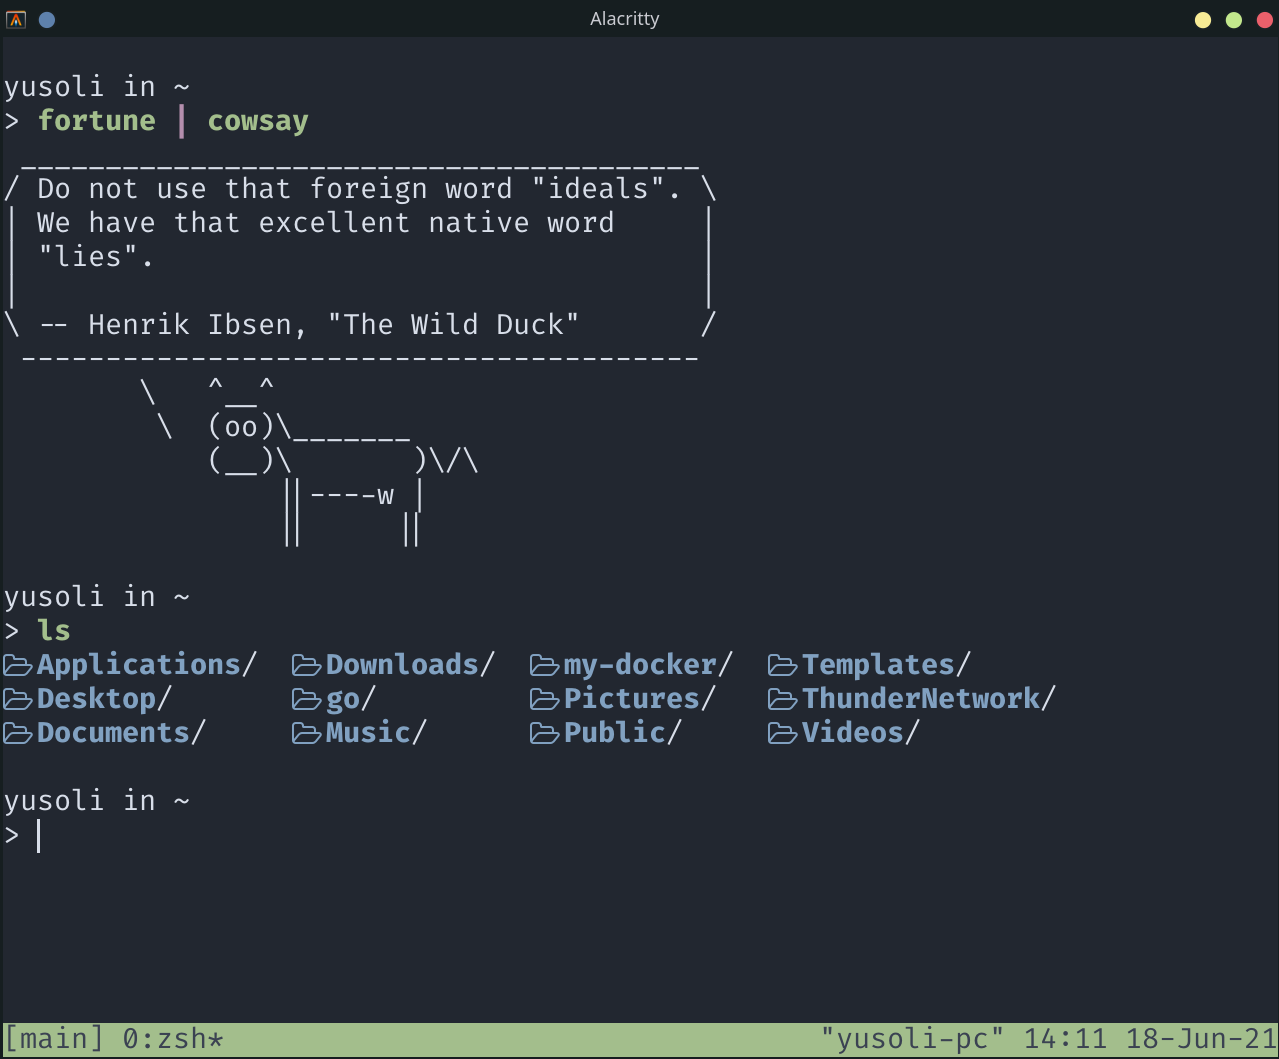 Alacritty
yusoli in ~
> fortune | cowsay
 ________________________________________
/ Do not use that foreign word "ideals". \
| We have that excellent native word     |
| "lies".                                |
|                                        |
\ -- Henrik Ibsen, "The Wild Duck"       /
 ----------------------------------------
        \   ^__^
         \  (oo)\_______
            (__)\       )\/\
                ||----w |
                ||     ||
yusoli in ~
> ls
Applications/  Downloads/  my-docker/  Templates/
Desktop/  go/  Pictures/  ThunderNetwork/
Documents/  Music/  Public/  Videos/
yusoli in ~
>
[main] 0:zsh* "yusoli-pc" 14:11 18-Jun-21